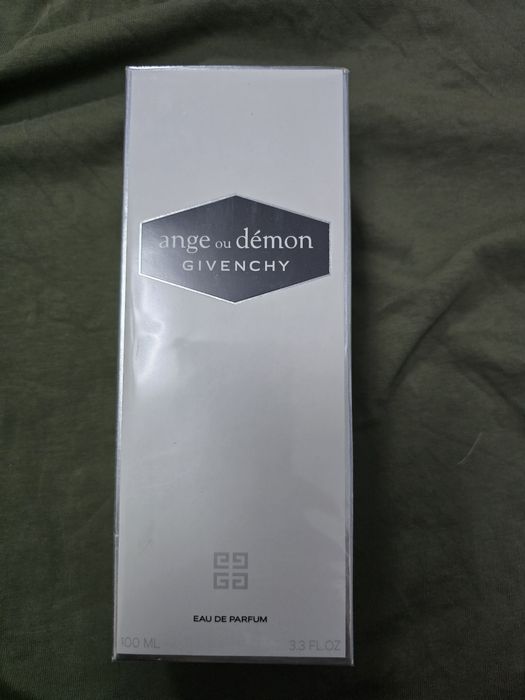 ange ou démon
GIVENCHY
EAU DE PARFUM
100 ML 3.3 FL.OZ